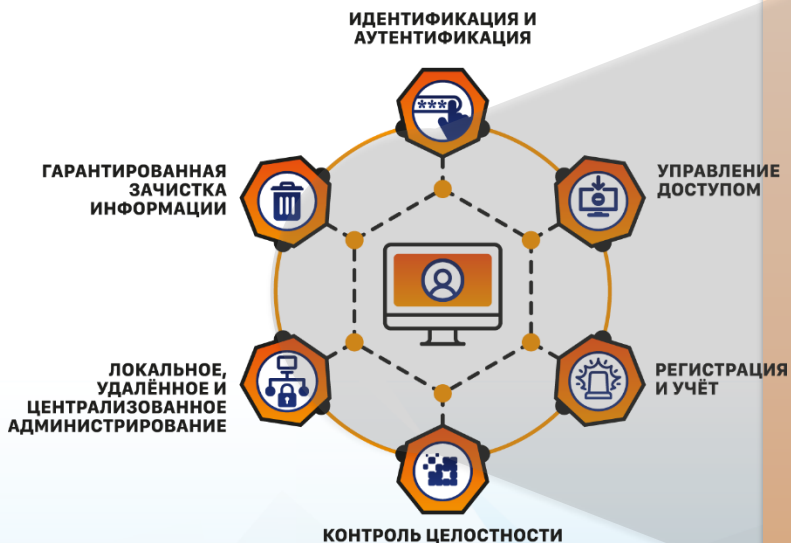 ИДЕНТИФИКАЦИЯ И
АУТЕНТИФИКАЦИЯ
***
ГАРАНТИРОВАННАЯ
ЗАЧИСТКА
ИНФОРМАЦИИ
УПРАВЛЕНИЕ
ДОСТУПОМ
ЛОКАЛЬНОЕ,
УДАЛЁННОЕ И
ЦЕНТРАЛИЗОВАННОЕ
АДМИНИСТРИРОВАНИЕ
РЕГИСТРАЦИЯ
И УЧЁТ
КОНТРОЛЬ ЦЕЛОСТНОСТИ